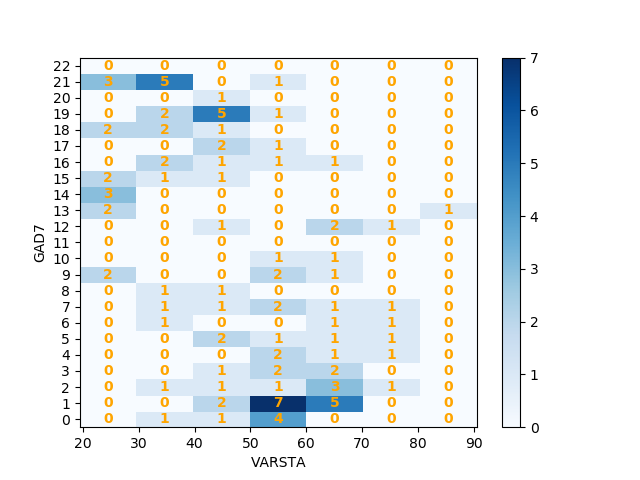 22 0 0 0 0 0 0 0 7
21 3 5 0 1 0 0 0
20 0 0 1 0 0 0 0
19 0 2 5 1 0 0 0 6
18 2 2 1 0 0 0 0
17 0 0 2 1 0 0 0
16 0 2 1 1 1 0 0 5
15 2 1 1 0 0 0 0
14 3 0 0 0 0 0 0
13 2 0 0 0 0 0 1 4
12 0 0 1 0 2 1 0
GAD7
11 0 0 0 0 0 0 0
10 0 0 0 1 1 0 0
9 2 0 0 2 1 0 0 3
8 0 1 1 0 0 0 0
7 0 1 1 2 1 1 0
6 0 1 0 0 1 1 0 2
5 0 0 2 1 1 1 0
4 0 0 0 2 1 1 0
3 0 0 1 2 2 0 0 1
2 0 1 1 1 3 1 0
1 0 0 2 7 5 0 0
0 0 1 1 4 0 0 0 0
20 30 40 50 60 70 80 90
VARSTA